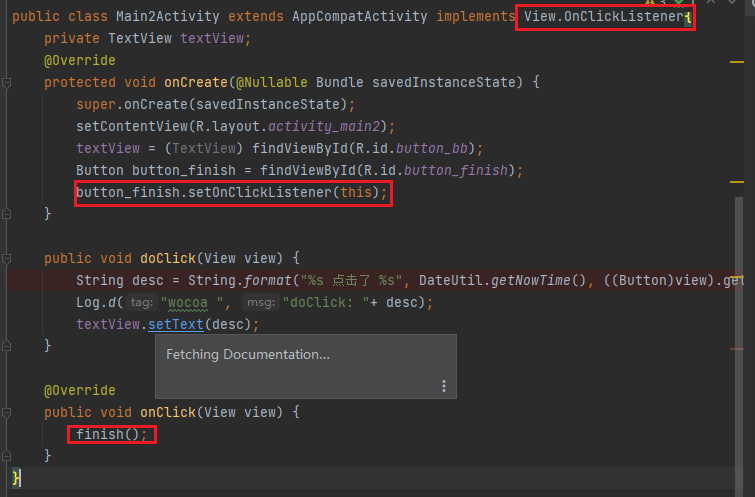 public class Main2Activity extends AppCompatActivity implements View.OnClickListener{
private TextView textView;
@Override
protected void onCreate(@Nullable Bundle savedInstanceState) {
super.onCreate(savedInstanceState);
setContentView(R.layout.activity_main2);
textView = (TextView) findViewById(R.id.button_bb);
Button button_finish = findViewById(R.id.button_finish);
button_finish.setOnClickListener(this);
}
public void doClick(View view) {
String desc = String.format("%s 点击了 %s", DateUtil.getNowTime(), ((Button)view).get
Log.d( tag: "wocoa ", msg: "doClick: "+ desc);
textView.setText(desc);
}
Fetching Documentation...
@Override
public void onClick(View view) {
finish();
}
}